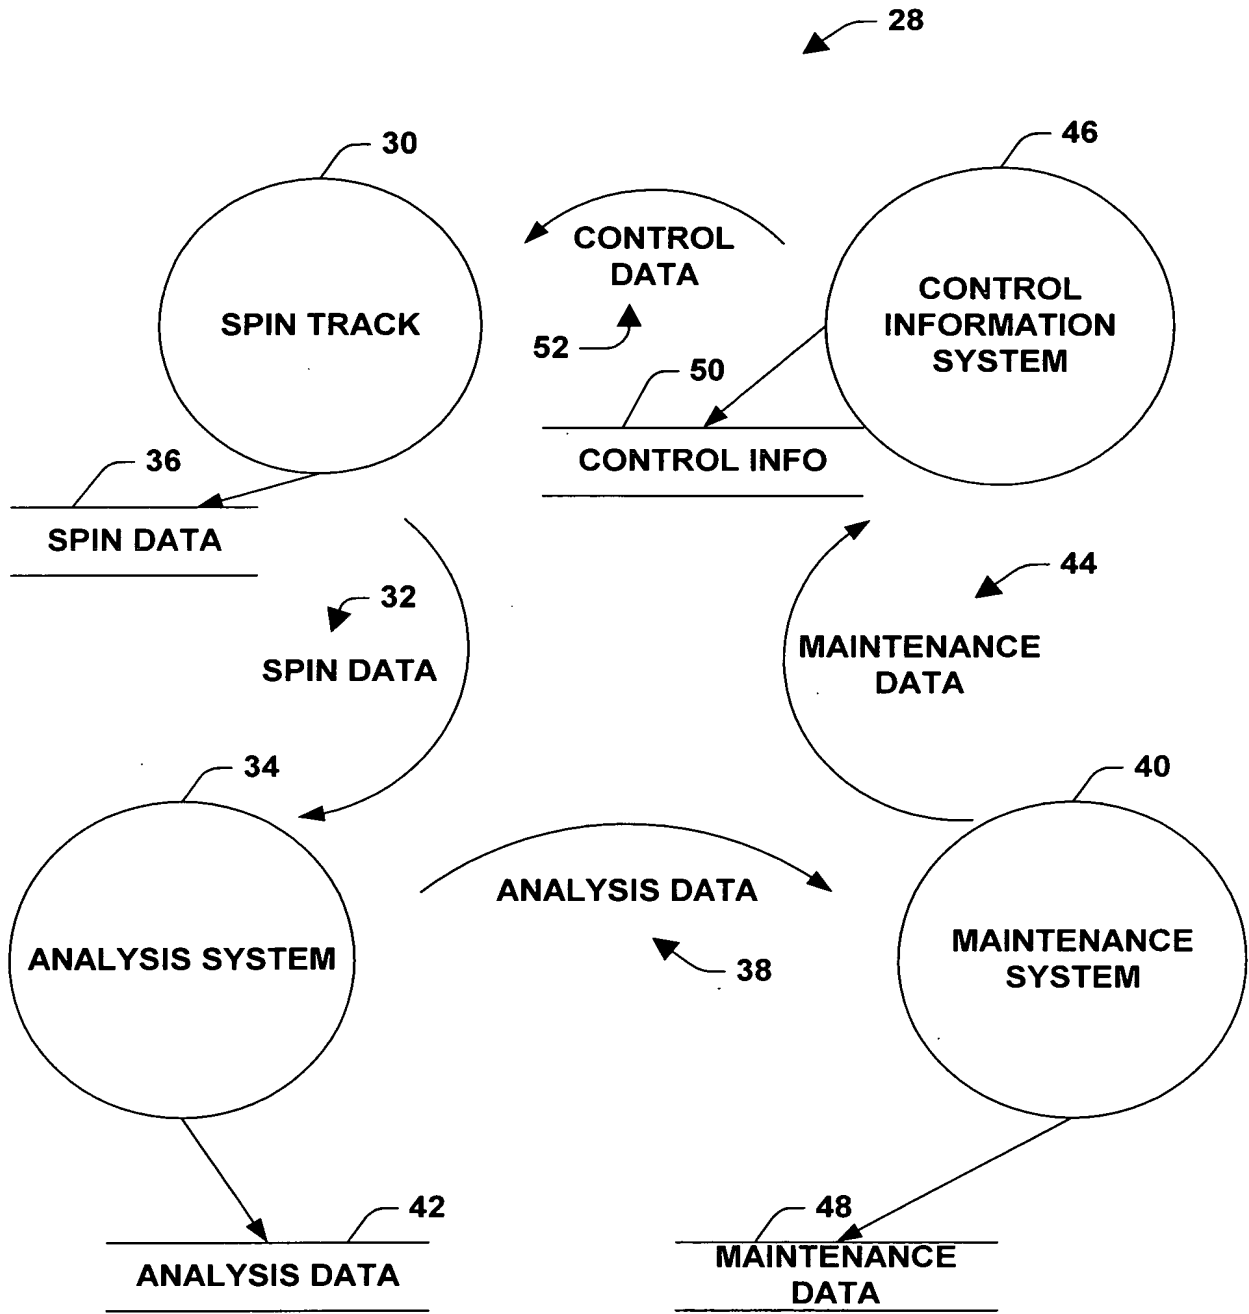 28
30
46
CONTROL
DATA
SPIN TRACK
CONTROL
INFORMATION
SYSTEM
52
50
36
CONTROL INFO
SPIN DATA
32
44
SPIN DATA
MAINTENANCE
DATA
34
40
ANALYSIS DATA
ANALYSIS SYSTEM
MAINTENANCE
SYSTEM
38
42
48
ANALYSIS DATA
MAINTENANCE
DATA